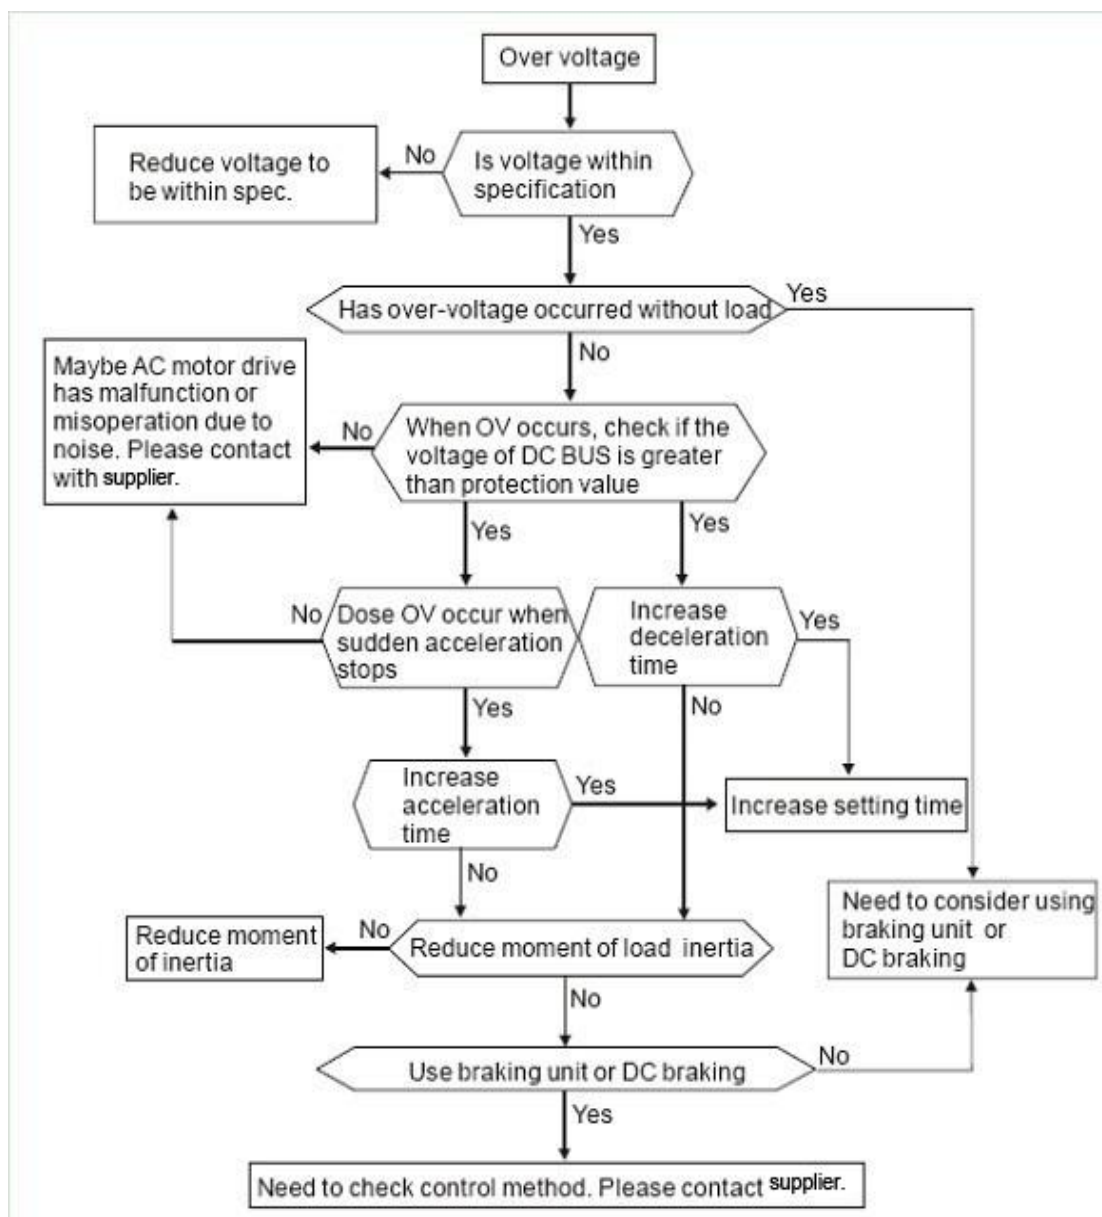 Over voltage
No
Is voltage within
specification
Reduce voltage to
be within spec.
Yes
Has over-voltage occurred without load
Yes
No
Maybe AC motor drive
has malfunction or
misoperation due to
noise. Please contact
with supplier.
No
When OV occurs, check if the
voltage of DC BUS is greater
than protection value
Yes
Yes
No
Dose OV occur when
sudden acceleration
stops
Increase
deceleration
time
Yes
Yes
No
Increase
acceleration
time
Yes
Increase setting time
No
Need to consider using
braking unit or
DC braking
Reduce moment
of inertia
No
Reduce moment of load inertia
No
Use braking unit or DC braking
No
Yes
Need to check control method. Please contact supplier.